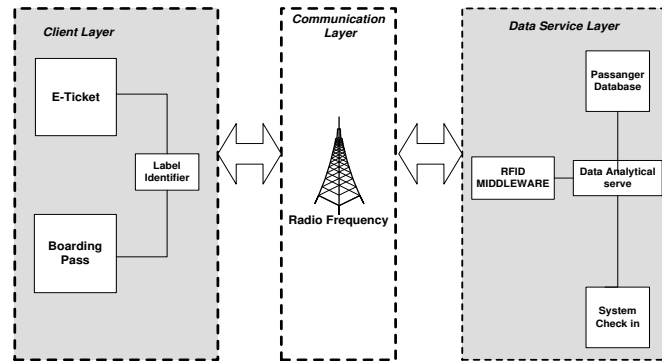 Client Layer
E-Ticket
Label
Identifier
Boarding
Pass
Communication
Layer
Radio Frequency
Data Service Layer
Passanger
Database
RFID
MIDDLEWARE
Data Analytical
serve
System
Check in